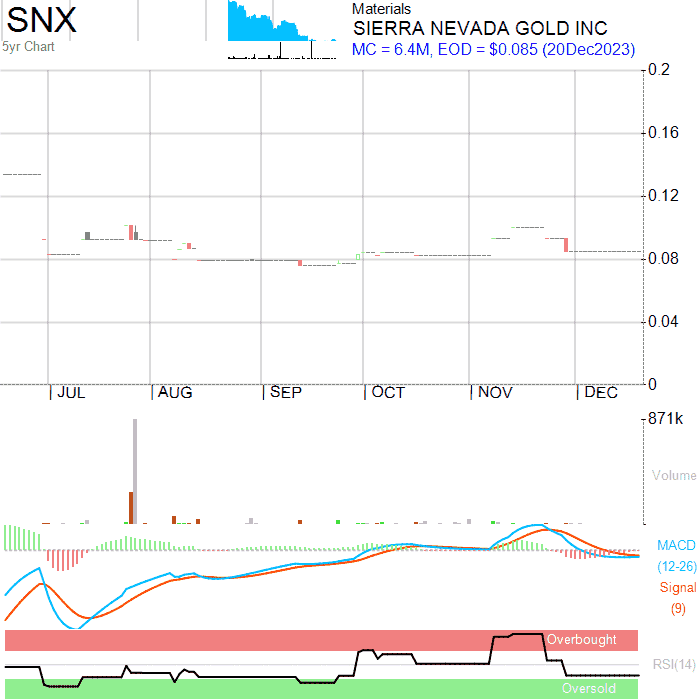 SNX
5yr Chart
Materials
SIERRA NEVADA GOLD INC
MC = 6.4M, EOD = $0.085 (20Dec2023)
0.2
0.16
0.12
0.08
0.04
0
JUL AUG SEP OCT NOV DEC
871k
Volume
MACD
(12-26)
Signal
(9)
Overbought
RSI(14)
Oversold